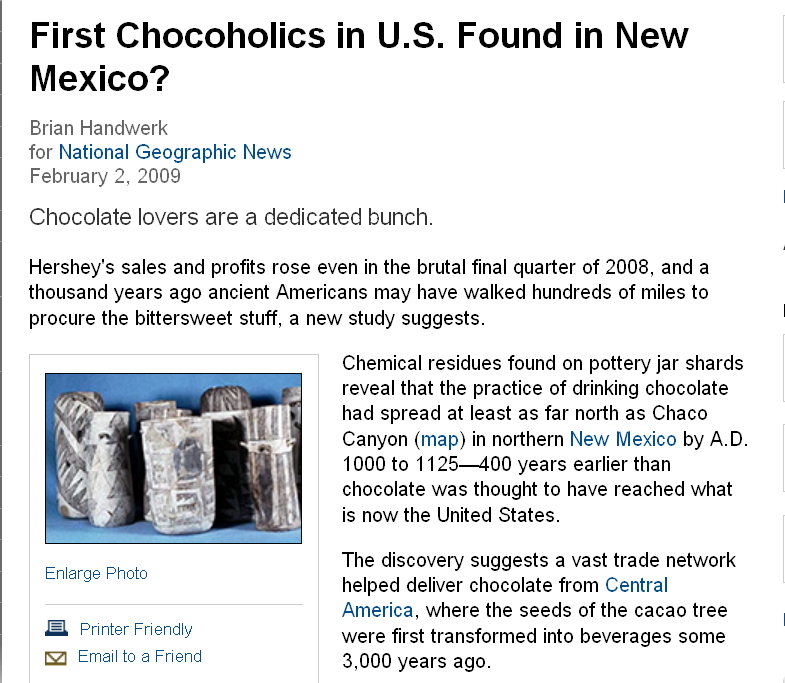 First Chocoholics in U.S. Found in New
Mexico?
Brian Handwerk
for National Geographic News
February 2, 2009
Chocolate lovers are a dedicated bunch.
Hershey's sales and profits rose even in the brutal final quarter of 2008, and a
thousand years ago ancient Americans may have walked hundreds of miles to
procure the bittersweet stuff, a new study suggests.
Chemical residues found on pottery jar shards
reveal that the practice of drinking chocolate
had spread at least as far north as Chaco
Canyon (map) in northern New Mexico by A.D.
1000 to 1125—400 years earlier than
chocolate was thought to have reached what
is now the United States.
The discovery suggests a vast trade network
helped deliver chocolate from Central
America, where the seeds of the cacao tree
were first transformed into beverages some
3,000 years ago.
Enlarge Photo
Printer Friendly
Email to a Friend